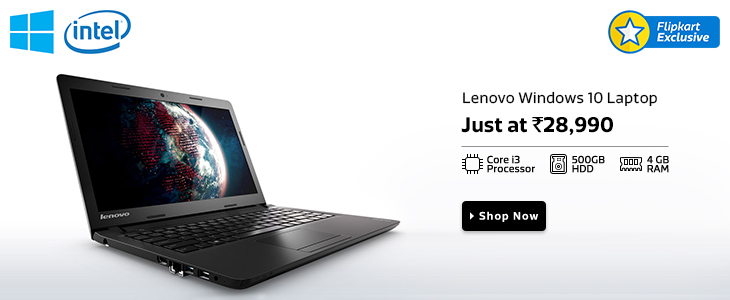 intel
Flipkart
Exclusive
Lenovo Windows 10 Laptop
Just at ₹28,990
Core i3
Processor
500GB
HDD
4 GB
RAM
Shop Now
lenovo